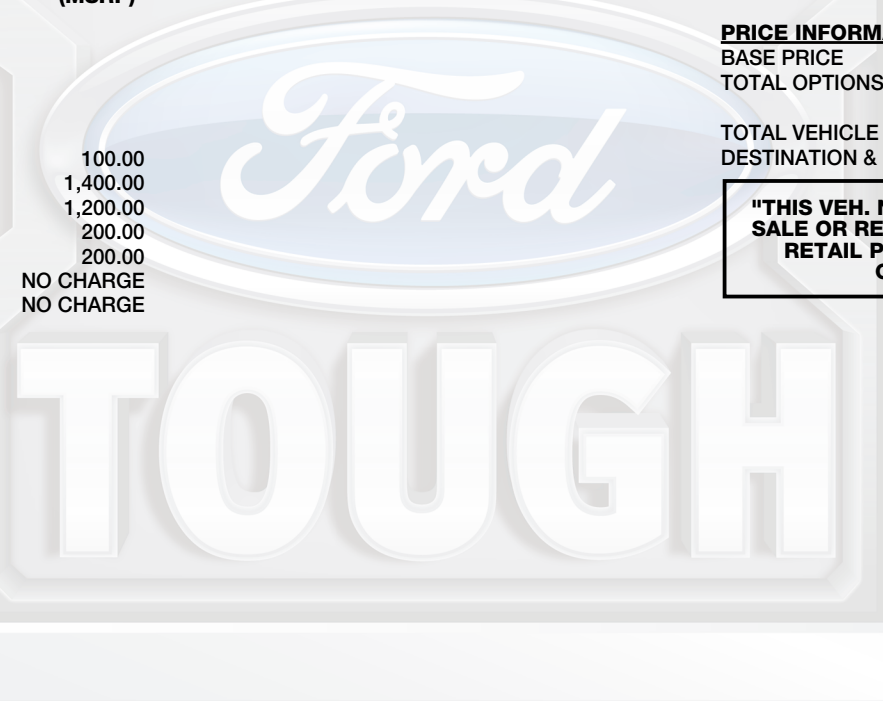 (MSRP)
100.00
1,400.00
1,200.00
200.00
200.00
NO CHARGE
NO CHARGE
PRICE INFORMA
BASE PRICE
TOTAL OPTIONS
TOTAL VEHICLE
DESTINATION &
"THIS VEH. N
SALE OR RE
RETAIL P
Ford
TOUGH